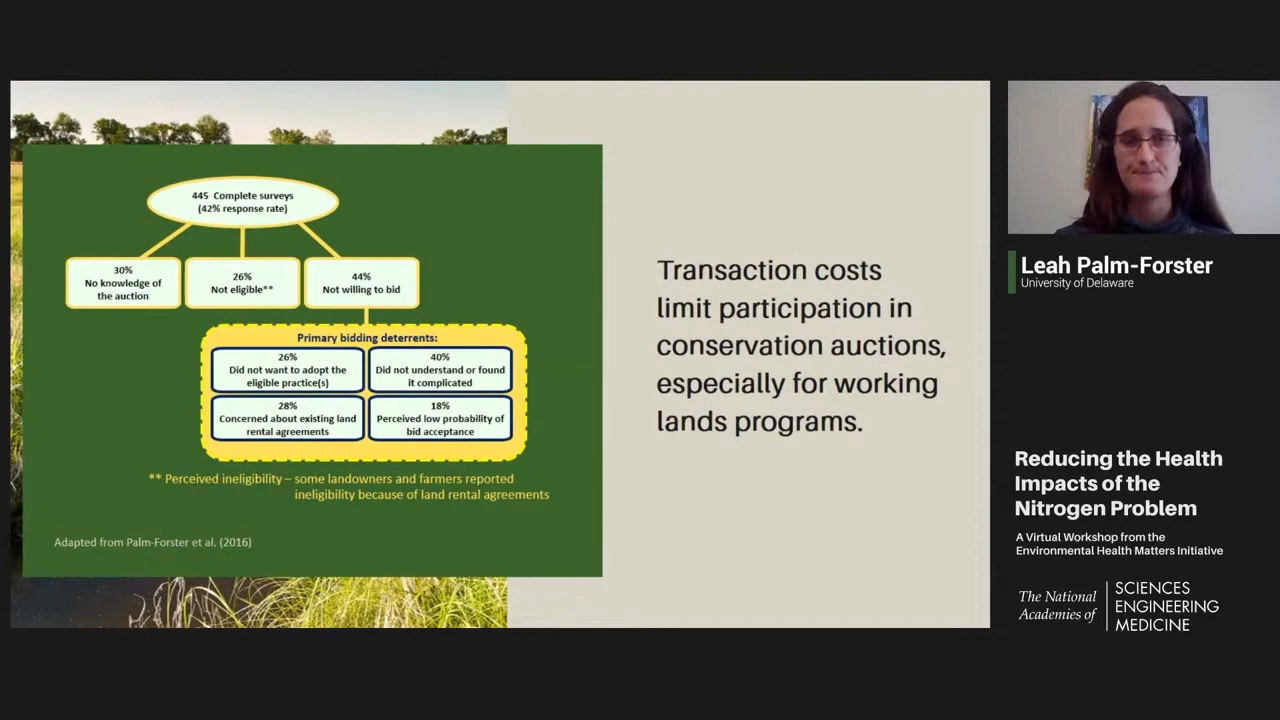 445 Complete surveys
(42% response rate)
30%
No knowledge of
the auction
26%
Not eligible**
44%
Not willing to bid
Primary bidding deterrents:
26%
Did not want to adopt the
eligible practice(s)
40%
Did not understand or found
it complicated
28%
Concerned about existing land
rental agreements
18%
Perceived low probability of
bid acceptance
** Perceived ineligibility – some landowners and farmers reported
ineligibility because of land rental agreements
Adapted from Palm-Forster et al. (2016)
Transaction costs
limit participation in
conservation auctions,
especially for working
lands programs.
Leah Palm-Forster
University of Delaware
Reducing the Health
Impacts of the
Nitrogen Problem
A Virtual Workshop from the
Environmental Health Matters Initiative
The National
Academies of
SCIENCES
ENGINEERING
MEDICINE